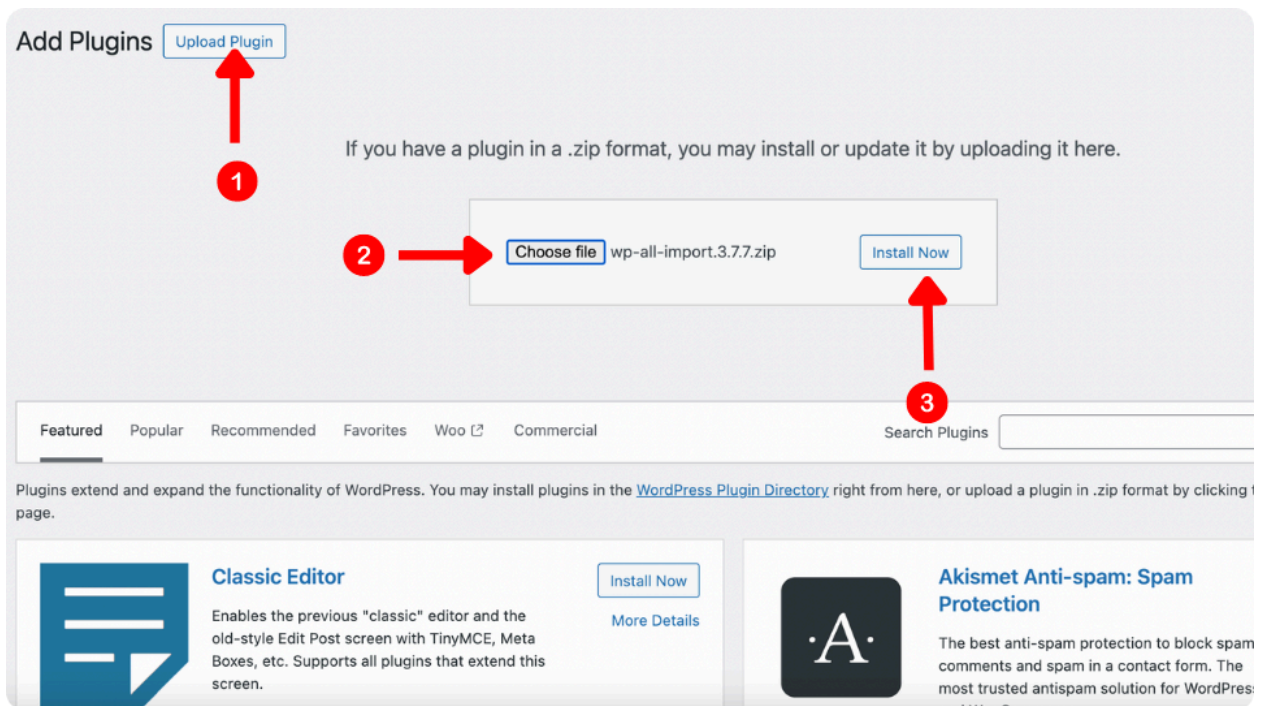 Add Plugins Upload Plugin
1
If you have a plugin in a .zip format, you may install or update it by uploading it here.
2 Choose file wp-all-import.3.7.7.zip Install Now
3
Featured Popular Recommended Favorites Woo Commercial Search Plugins
Plugins extend and expand the functionality of WordPress. You may install plugins in the WordPress Plugin Directory right from here, or upload a plugin in .zip format by clicking
page.
Classic Editor
Install Now
Enables the previous "classic" editor and the
More Details
old-style Edit Post screen with TinyMCE, Meta
Boxes, etc. Supports all plugins that extend this
screen.
·A·
Akismet Anti-spam: Spam
Protection
The best anti-spam protection to block spam
comments and spam in a contact form. The
most trusted antispam solution for WordPress